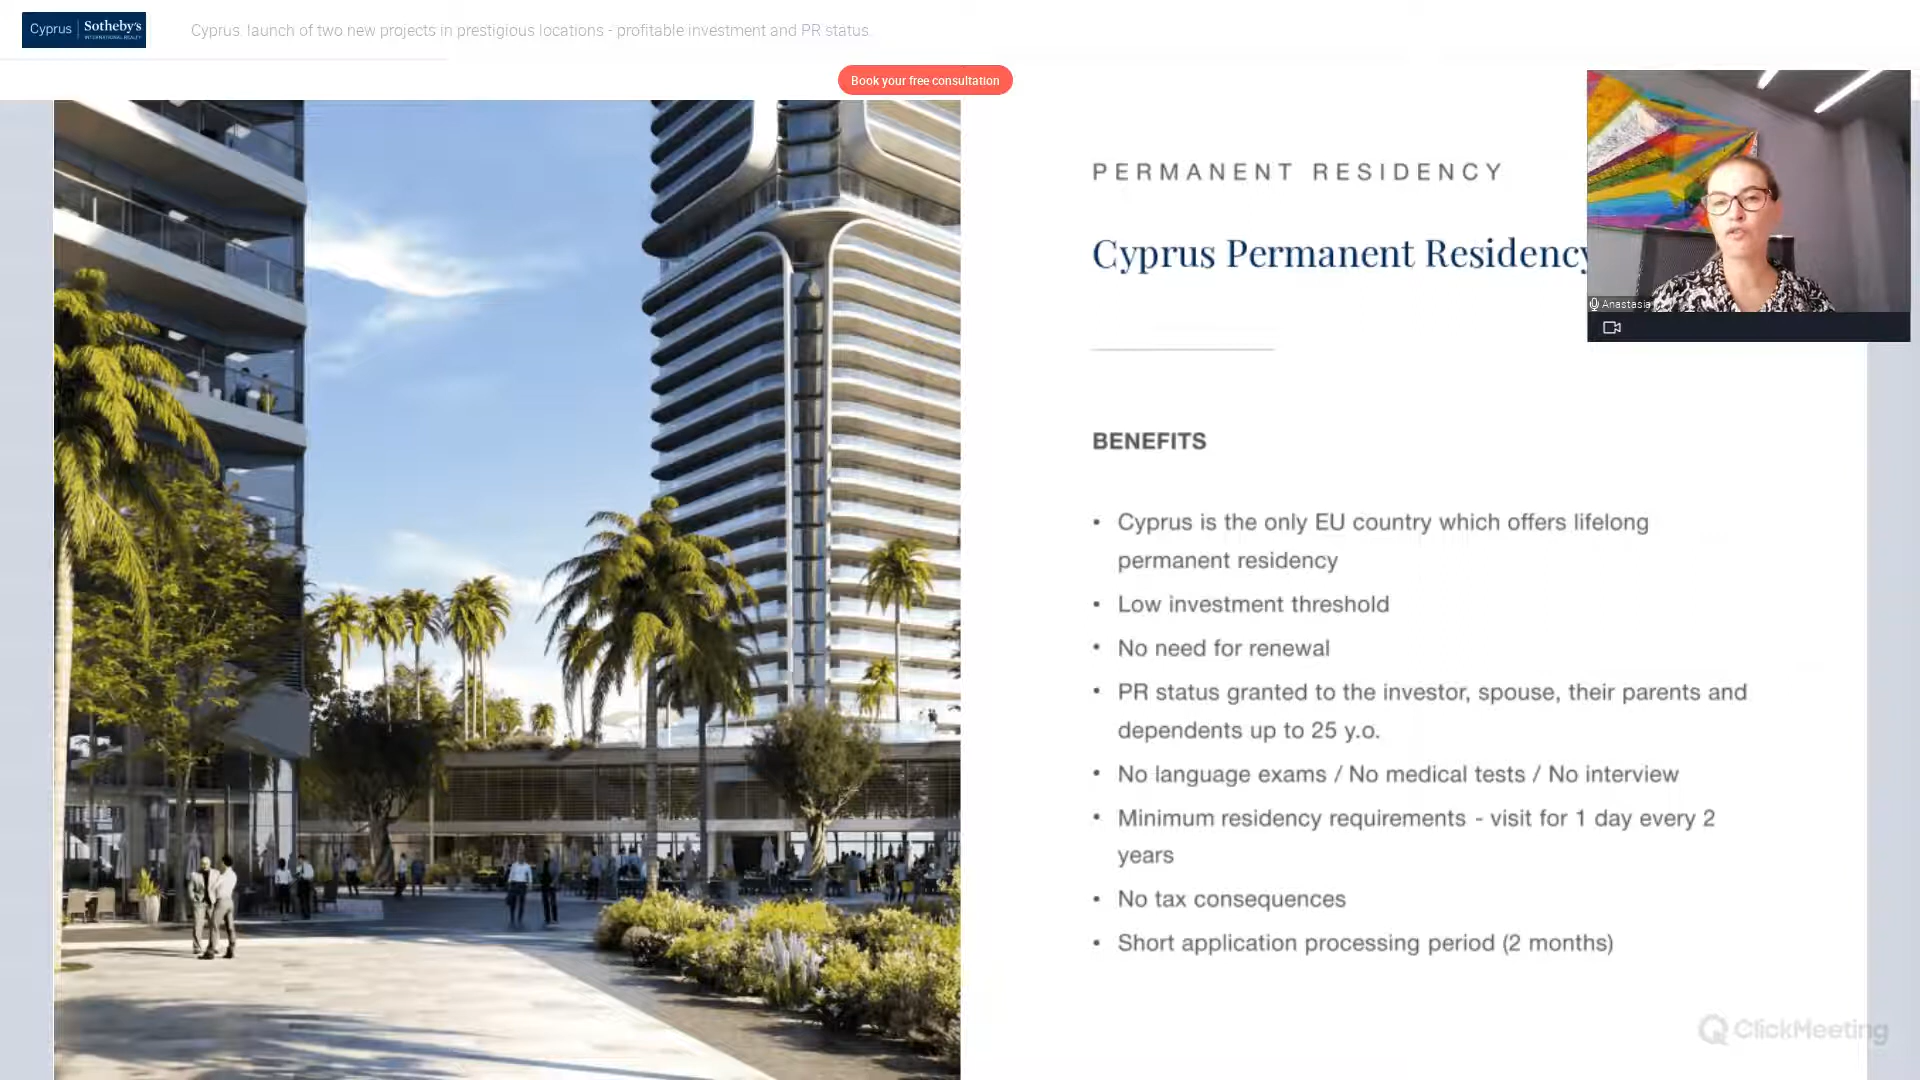 Cyprus | Sotheby's
INTERNATIONAL REALTY
Cyprus: launch of two new projects in prestigious locations - profitable investment and PR status.
Book your free consultation
PERMANENT RESIDENCY
Cyprus Permanent Residency
Anastasia
BENEFITS
• Cyprus is the only EU country which offers lifelong
permanent residency
• Low investment threshold
• No need for renewal
• PR status granted to the investor, spouse, their parents and
dependents up to 25 y.o.
• No language exams / No medical tests / No interview
• Minimum residency requirements - visit for 1 day every 2
years
• No tax consequences
• Short application processing period (2 months)
ClickMeeting